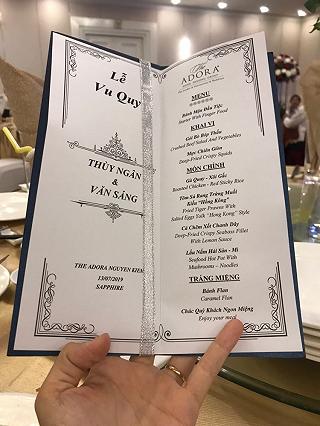 Lễ
Vu Quy
THÙY NGÂN
&
VĂN SĂNG
THE ADORA NGUYEN KIEM
13/07/2019
SAPPHIRE
The
ADORA
MENU
Bánh Mặn Đầu Tiệc
Starter With Finger Food
KHAI VỊ
Gỏi Bò Bóp Thấu
Crushed Beef Salad And Vegetables
Mực Chiên Giòn
Deep-Fried Crispy Squids
MÓN CHÍNH
Gà Quay - Xôi Gấc
Roasted Chicken - Red Sticky Rice
Tôm Sú Rang Trứng Muối
Kiểu "Hồng Kông"
Fried Tiger Prawns With
Salted Eggs Yolk "Hong Kong" Style
Cá Chẽm Xốt Chanh Dây
Deep-Fried Crispy Seabass Fillet
With Lemon Sauce
Lẩu Nấm Hải Sản - Mì
Seafood Hot Pot With
Mushrooms - Noodles
TRÁNG MIỆNG
Bánh Flan
Caramel Flan
Chúc Quý Khách Ngon Miệng
Enjoy your meal